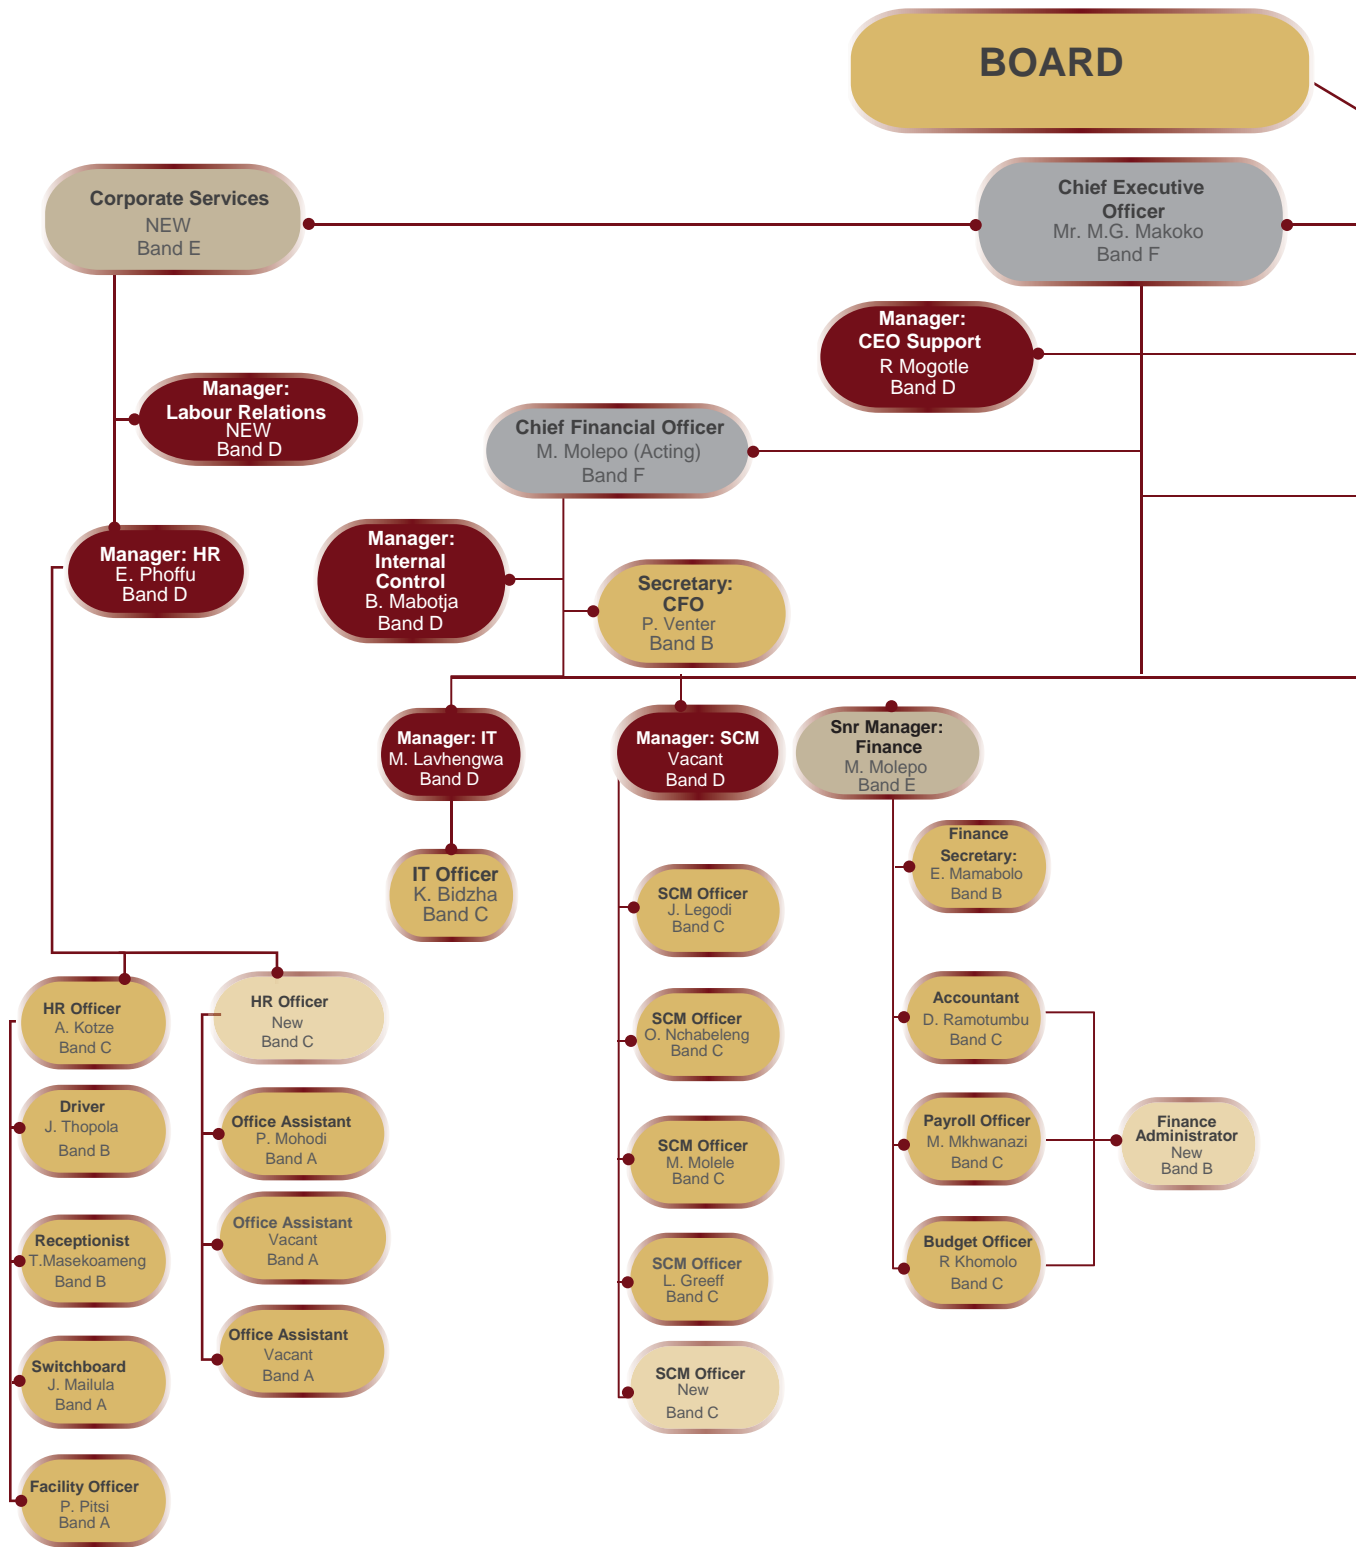 BOARD
Corporate Services
NEW
Band E
Chief Executive
Officer
Mr. M.G. Makoko
Band F
Manager:
CEO Support
R Mogotle
Band D
Manager:
Labour Relations
NEW
Band D
Chief Financial Officer
M. Molepo (Acting)
Band F
Manager: HR
E. Phoffu
Band D
Manager:
Internal
Control
B. Mabotja
Band D
Secretary:
CFO
P. Venter
Band B
Manager: IT
M. Lavhengwa
Band D
Manager: SCM
Vacant
Band D
Snr Manager:
Finance
M. Molepo
Band E
IT Officer
K. Bidzha
Band C
Finance
Secretary:
E. Mamabolo
Band B
SCM Officer
J. Legodi
Band C
HR Officer
A. Kotze
Band C
HR Officer
New
Band C
SCM Officer
O. Nchabeleng
Band C
Accountant
D. Ramotumbu
Band C
Driver
J. Thopola
Band B
Office Assistant
P. Mohodi
Band A
SCM Officer
M. Molele
Band C
Payroll Officer
M. Mkhwanazi
Band C
Finance
Administrator
New
Band B
Receptionist
T.Masekoameng
Band B
Office Assistant
Vacant
Band A
SCM Officer
L. Greeff
Band C
Budget Officer
R Khomolo
Band C
Switchboard
J. Mailula
Band A
Office Assistant
Vacant
Band A
SCM Officer
New
Band C
Facility Officer
P. Pitsi
Band A